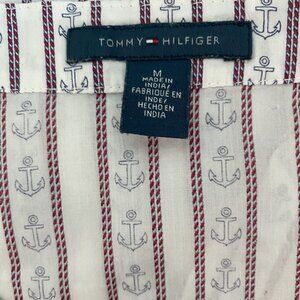 TOMMY HILFIGER
M
MADE IN
INDIA/
FABRIQUÉ EN
INDE/
HECHO EN
INDIA